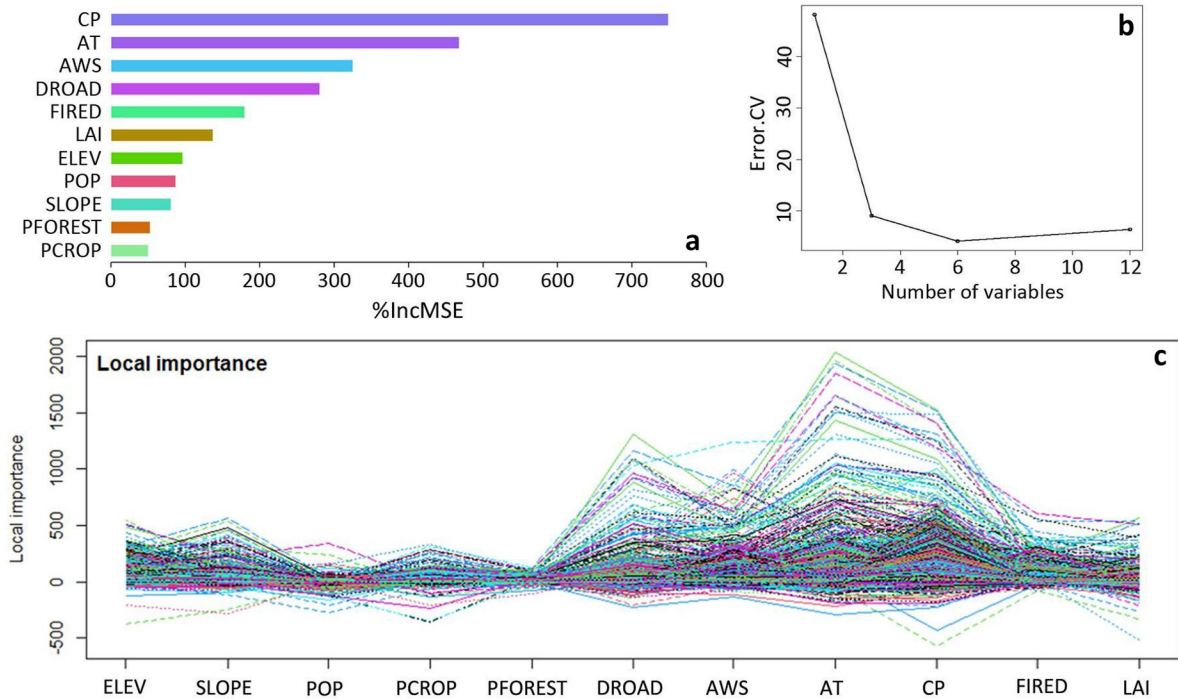 CP
AT
AWS
DROAD
FIRED
LAI
ELEV
POP
SLOPE
PFOREST
PCROP
a
0 100 200 300 400 500 600 700 800
%IncMSE
b
Error.CV
40
30
20
10
2 4 6 8 10 12
Number of variables
Local importance
c
Local importance
2000
1500
1000
500
0
-500
ELEV SLOPE POP PCROP PFOREST DROAD AWS AT CP FIRED LAI